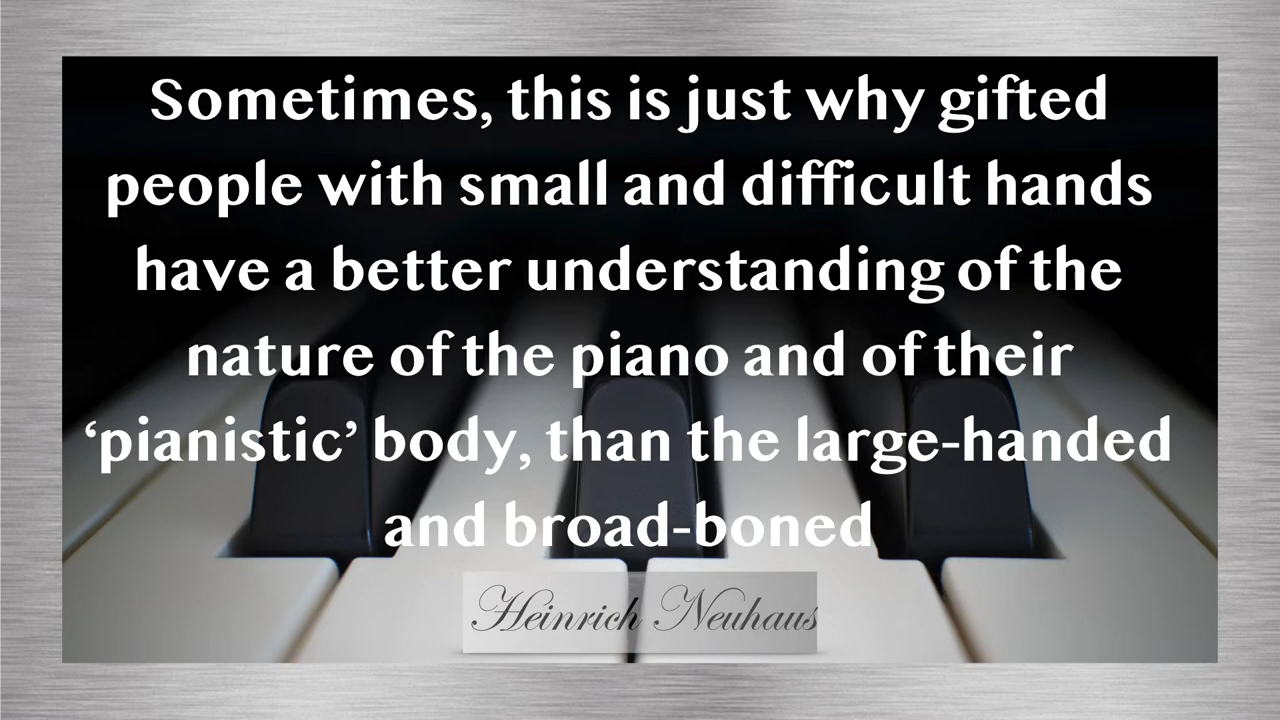 Sometimes, this is just why gifted
people with small and difficult hands
have a better understanding of the
nature of the piano and of their
‘pianistic’ body, than the large-handed
and broad-boned
Heinrich Neuhaus